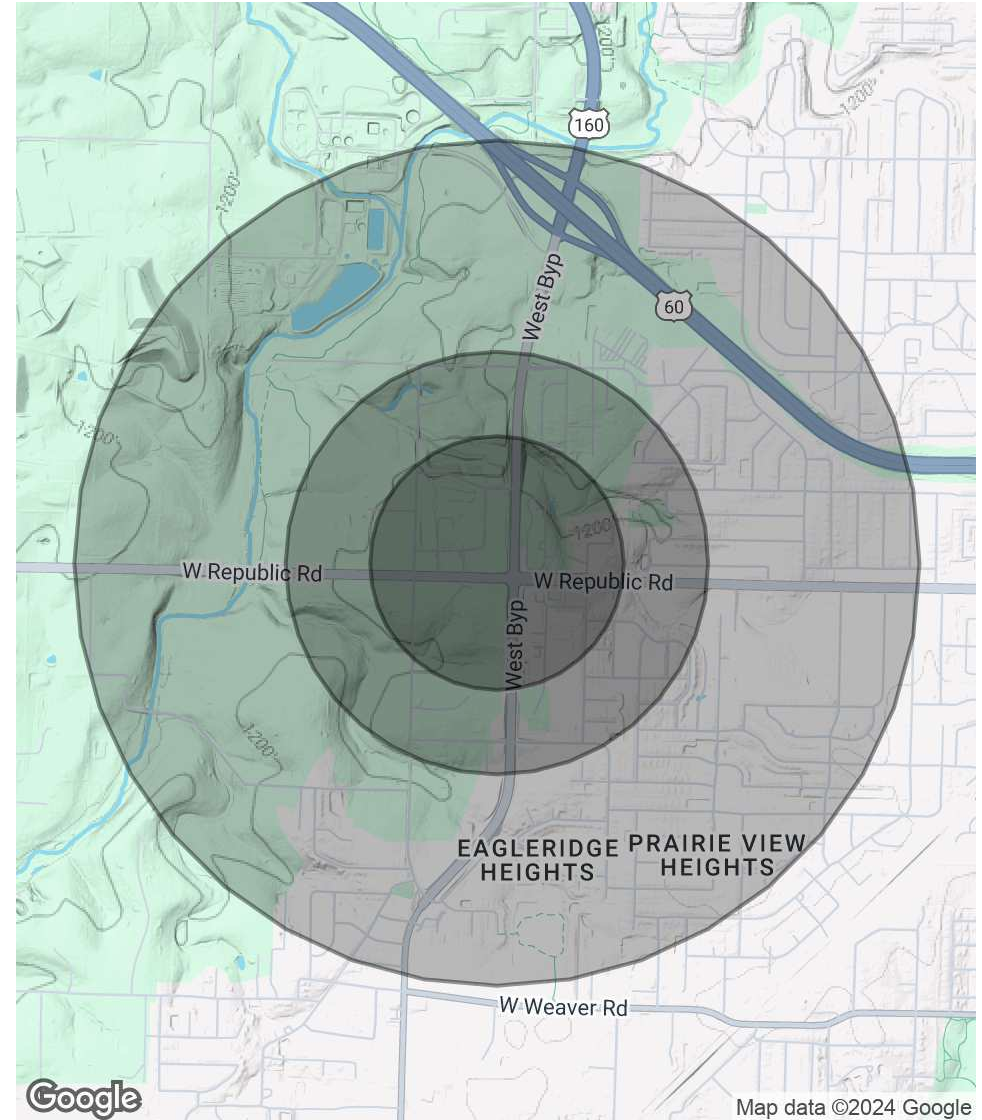 1200'
160
1200'
1200'
West Byp
60
1200'
1200'
W Republic Rd
W Republic Rd
West Byp
1200'
EAGLERIDGE
HEIGHTS
PRAIRIE VIEW
HEIGHTS
W Weaver Rd
Google
Map data ©2024 Google